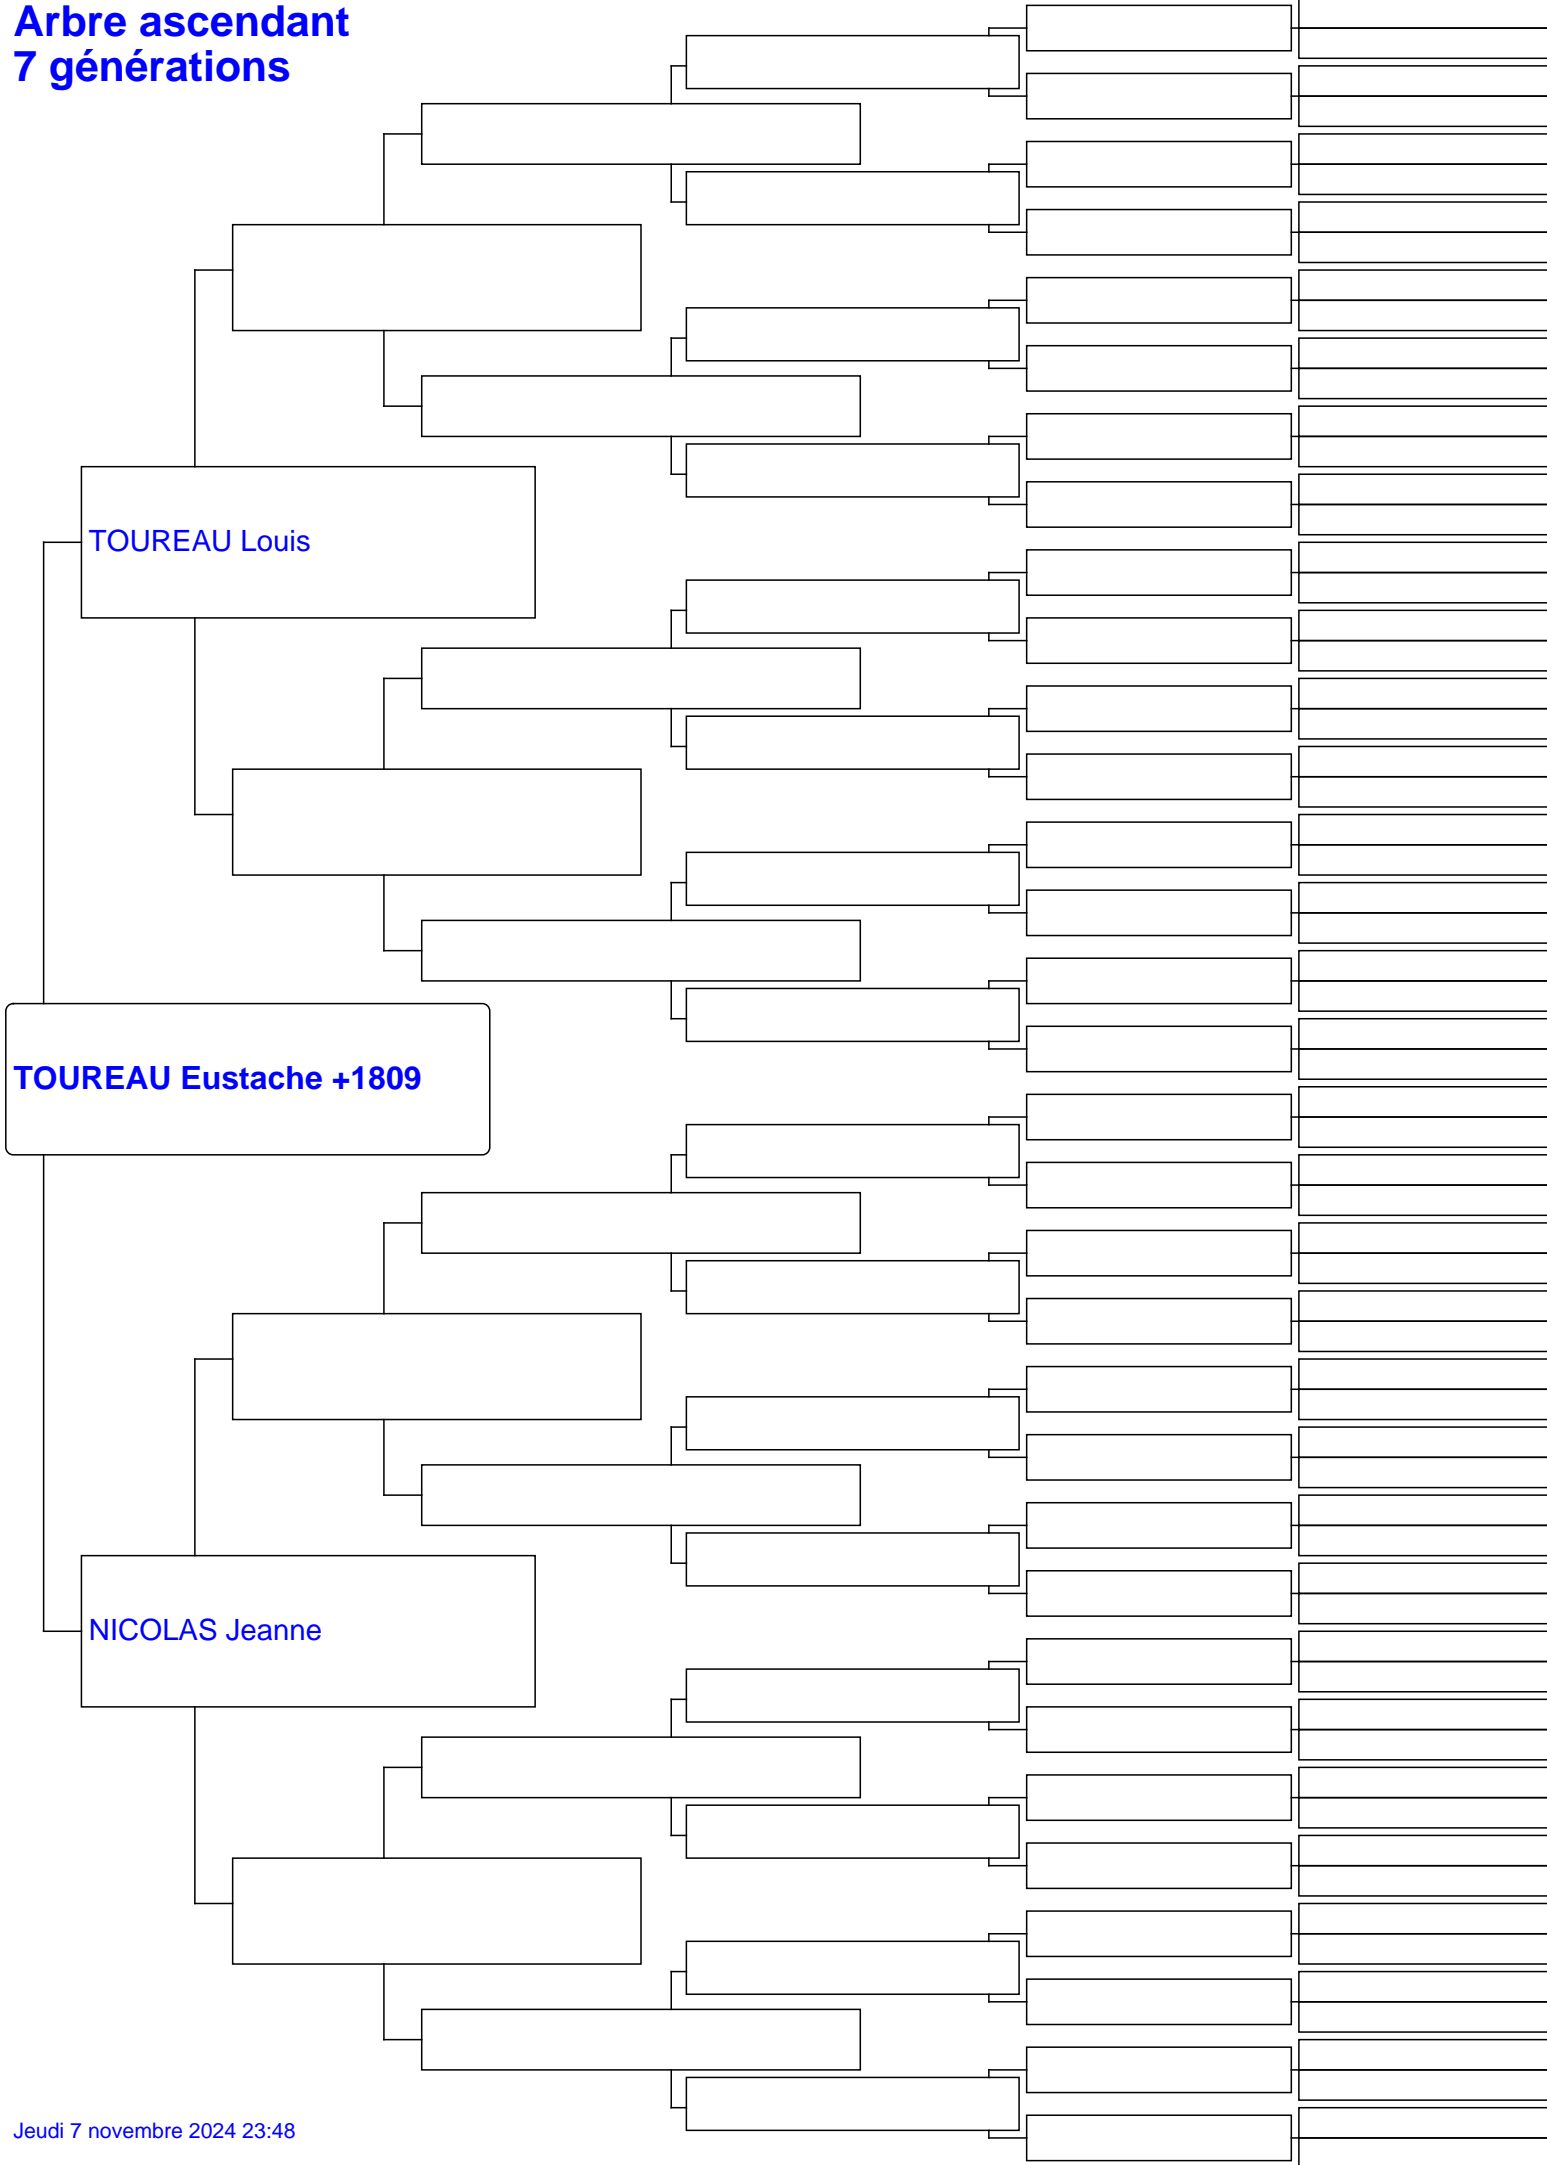 Arbre ascendant
7 générations
TOUREAU Louis
TOUREAU Eustache +1809
NICOLAS Jeanne
Jeudi 7 novembre 2024 23:48